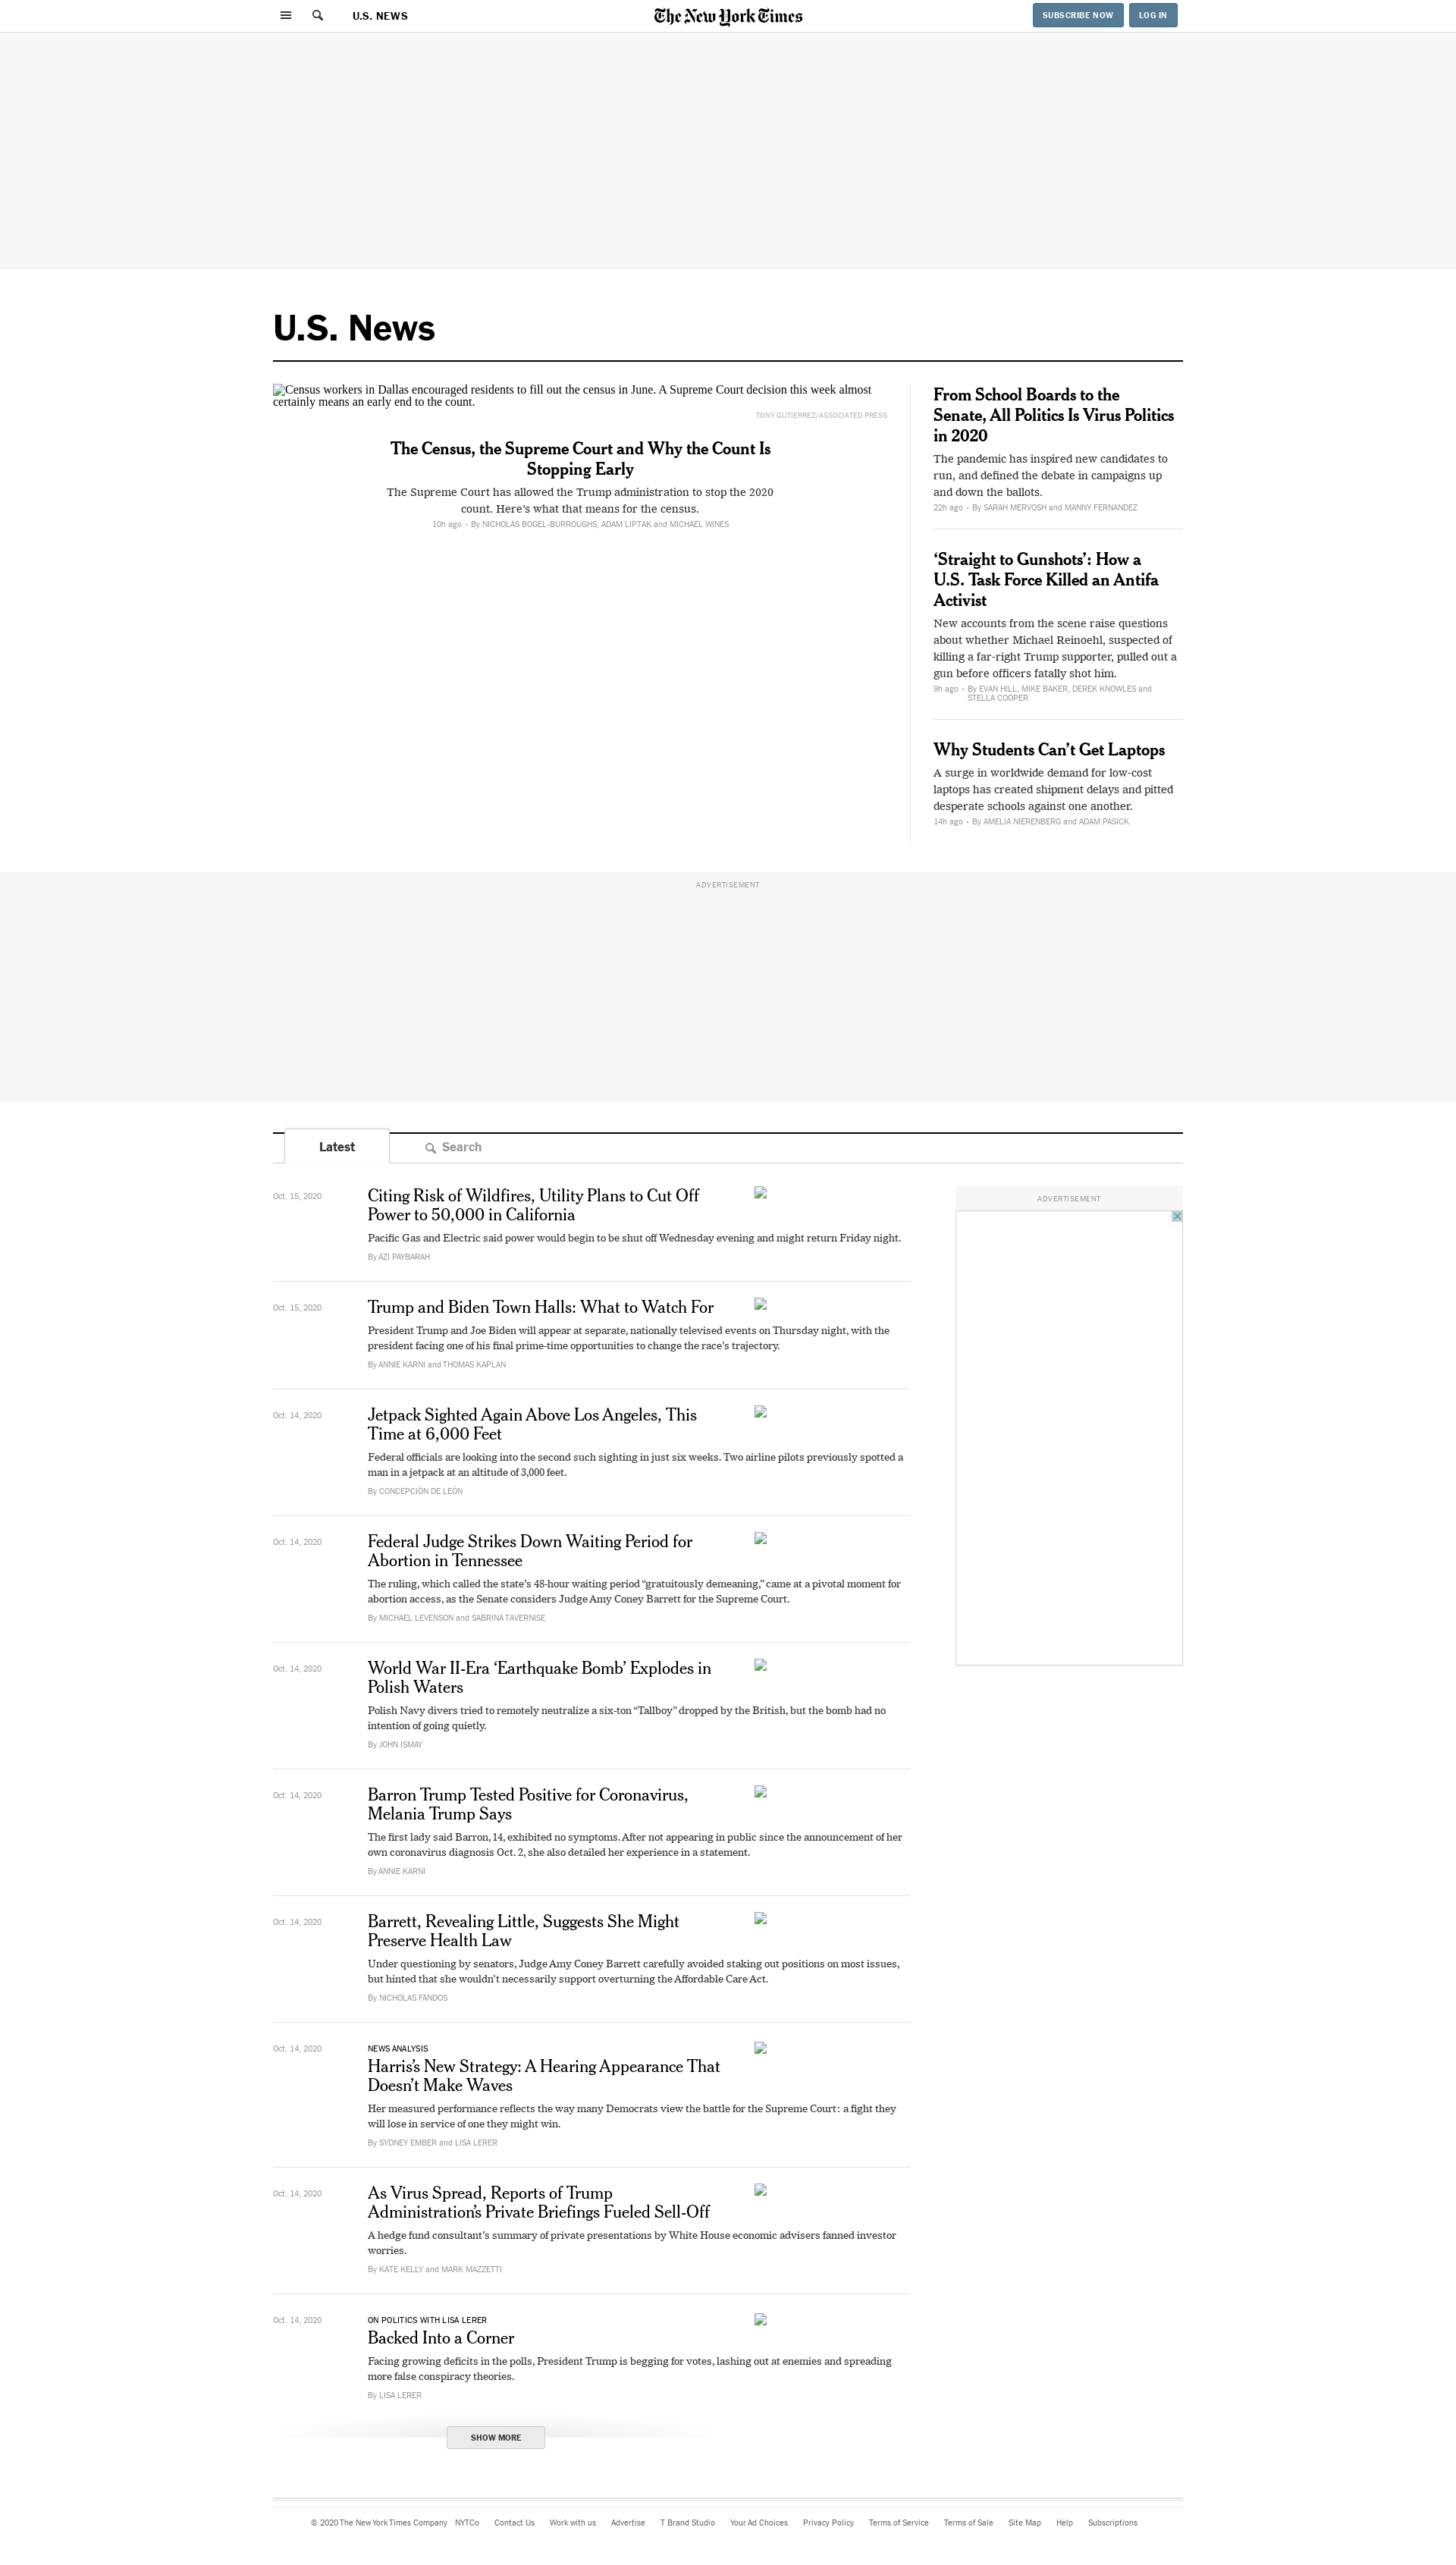 U.S. NEWS
The New York Times
SUBSCRIBE NOW
LOG IN
U.S. News
Census workers in Dallas encouraged residents to fill out the census in June. A Supreme Court decision this week almost
certainly means an early end to the count.
TONY GUTIERREZ/ASSOCIATED PRESS
The Census, the Supreme Court and Why the Count Is
Stopping Early
The Supreme Court has allowed the Trump administration to stop the 2020
count. Here’s what that means for the census.
10h ago • By NICHOLAS BOGEL-BURROUGHS, ADAM LIPTAK and MICHAEL WINES
From School Boards to the
Senate, All Politics Is Virus Politics
in 2020
The pandemic has inspired new candidates to
run, and defined the debate in campaigns up
and down the ballots.
22h ago • By SARAH MERVOSH and MANNY FERNANDEZ
‘Straight to Gunshots’: How a
U.S. Task Force Killed an Antifa
Activist
New accounts from the scene raise questions
about whether Michael Reinoehl, suspected of
killing a far-right Trump supporter, pulled out a
gun before officers fatally shot him.
9h ago • By EVAN HILL, MIKE BAKER, DEREK KNOWLES and
STELLA COOPER
Why Students Can’t Get Laptops
A surge in worldwide demand for low-cost
laptops has created shipment delays and pitted
desperate schools against one another.
14h ago • By AMELIA NIERENBERG and ADAM PASICK
ADVERTISEMENT
Latest
Search
Oct. 15, 2020
Citing Risk of Wildfires, Utility Plans to Cut Off
Power to 50,000 in California
Pacific Gas and Electric said power would begin to be shut off Wednesday evening and might return Friday night.
By AZI PAYBARAH
ADVERTISEMENT
Oct. 15, 2020
Trump and Biden Town Halls: What to Watch For
President Trump and Joe Biden will appear at separate, nationally televised events on Thursday night, with the
president facing one of his final prime-time opportunities to change the race’s trajectory.
By ANNIE KARNI and THOMAS KAPLAN
Oct. 14, 2020
Jetpack Sighted Again Above Los Angeles, This
Time at 6,000 Feet
Federal officials are looking into the second such sighting in just six weeks. Two airline pilots previously spotted a
man in a jetpack at an altitude of 3,000 feet.
By CONCEPCIÓN DE LEÓN
Oct. 14, 2020
Federal Judge Strikes Down Waiting Period for
Abortion in Tennessee
The ruling, which called the state’s 48-hour waiting period “gratuitously demeaning,” came at a pivotal moment for
abortion access, as the Senate considers Judge Amy Coney Barrett for the Supreme Court.
By MICHAEL LEVENSON and SABRINA TAVERNISE
Oct. 14, 2020
World War II-Era ‘Earthquake Bomb’ Explodes in
Polish Waters
Polish Navy divers tried to remotely neutralize a six-ton “Tallboy” dropped by the British, but the bomb had no
intention of going quietly.
By JOHN ISMAY
Oct. 14, 2020
Barron Trump Tested Positive for Coronavirus,
Melania Trump Says
The first lady said Barron, 14, exhibited no symptoms. After not appearing in public since the announcement of her
own coronavirus diagnosis Oct. 2, she also detailed her experience in a statement.
By ANNIE KARNI
Oct. 14, 2020
Barrett, Revealing Little, Suggests She Might
Preserve Health Law
Under questioning by senators, Judge Amy Coney Barrett carefully avoided staking out positions on most issues,
but hinted that she wouldn’t necessarily support overturning the Affordable Care Act.
By NICHOLAS FANDOS
Oct. 14, 2020
NEWS ANALYSIS
Harris’s New Strategy: A Hearing Appearance That
Doesn’t Make Waves
Her measured performance reflects the way many Democrats view the battle for the Supreme Court: a fight they
will lose in service of one they might win.
By SYDNEY EMBER and LISA LERER
Oct. 14, 2020
As Virus Spread, Reports of Trump
Administration’s Private Briefings Fueled Sell-Off
A hedge fund consultant’s summary of private presentations by White House economic advisers fanned investor
worries.
By KATE KELLY and MARK MAZZETTI
Oct. 14, 2020
ON POLITICS WITH LISA LERER
Backed Into a Corner
Facing growing deficits in the polls, President Trump is begging for votes, lashing out at enemies and spreading
more false conspiracy theories.
By LISA LERER
SHOW MORE
© 2020 The New York Times Company NYTCo Contact Us Work with us Advertise T Brand Studio Your Ad Choices Privacy Policy Terms of Service Terms of Sale Site Map Help Subscriptions